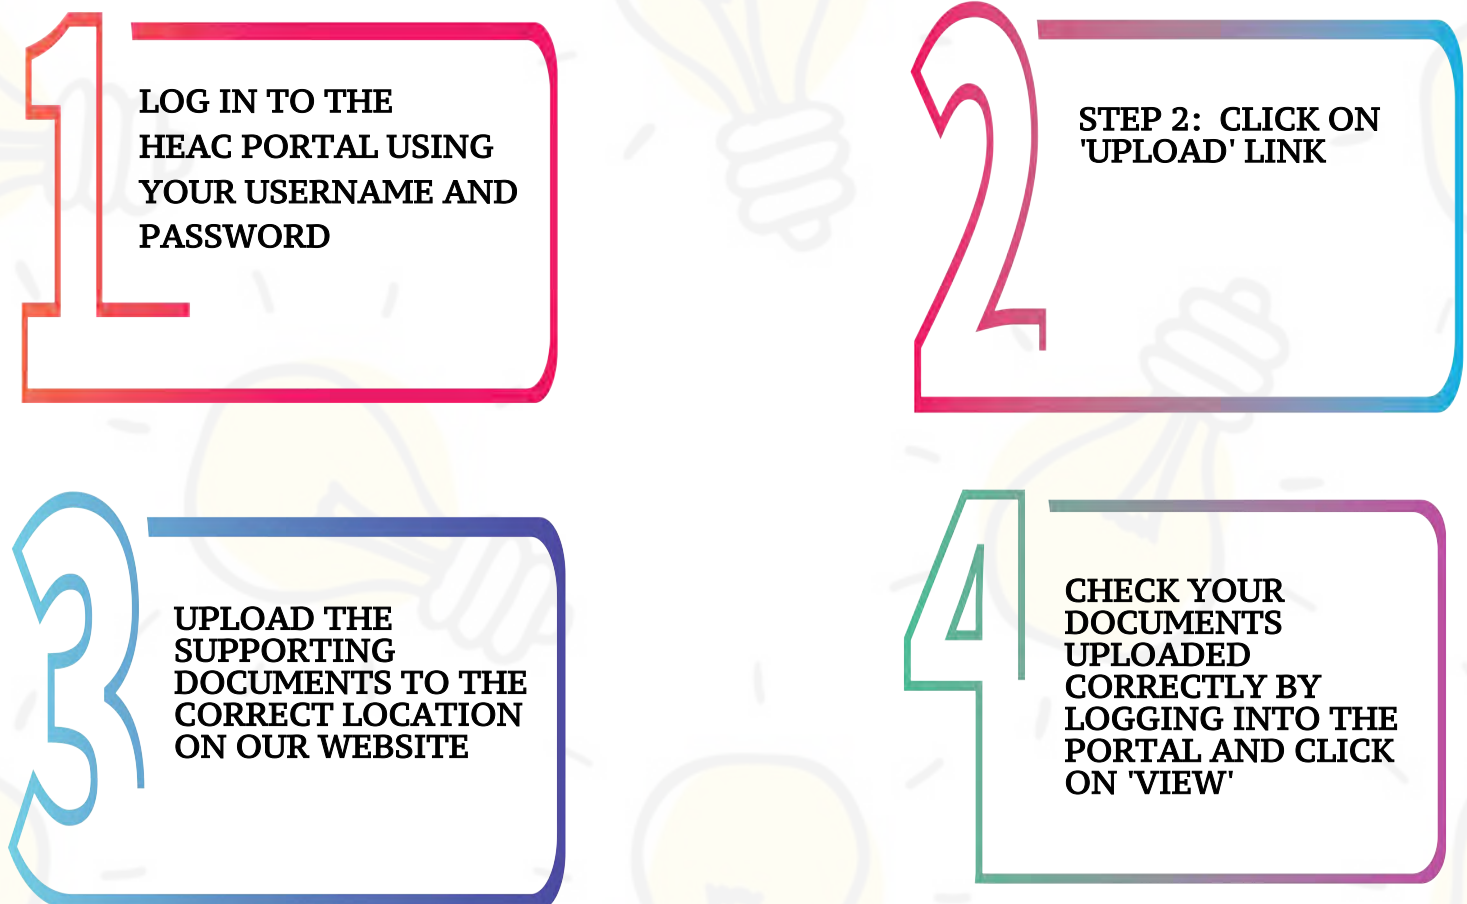 1
LOG IN TO THE
HEAC PORTAL USING
YOUR USERNAME AND
PASSWORD
2
STEP 2:  CLICK ON
'UPLOAD' LINK
3
UPLOAD THE
SUPPORTING
DOCUMENTS TO THE
CORRECT LOCATION
ON OUR WEBSITE
4
CHECK YOUR
DOCUMENTS
UPLOADED
CORRECTLY BY
LOGGING INTO THE
PORTAL AND CLICK
ON 'VIEW'